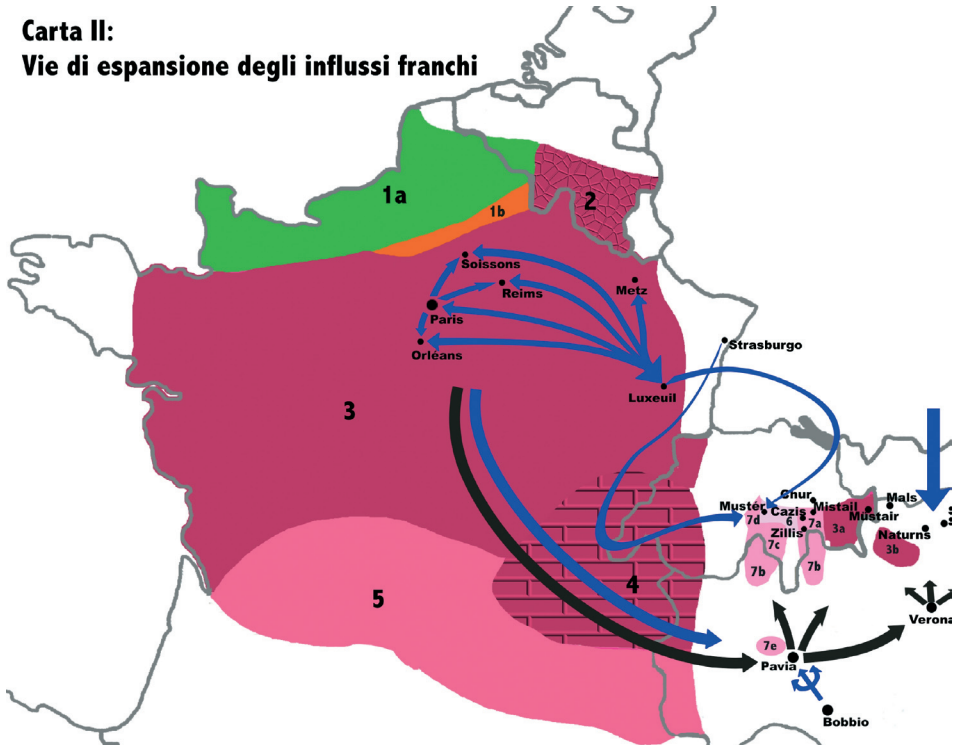 Carta II:
Vie di espansione degli influssi franchi
1a
1b
2
Soissons
Reims
Metz
Paris
Orléans
Strasburgo
Luxeuil
3
Chur
Mals
Mustér
Cazis
Mistail
Müstair
7d
6
7a
3a
Zillis
Naturns
7c
3b
7b
7b
4
5
Verona
7e
Pavia
Bobbio